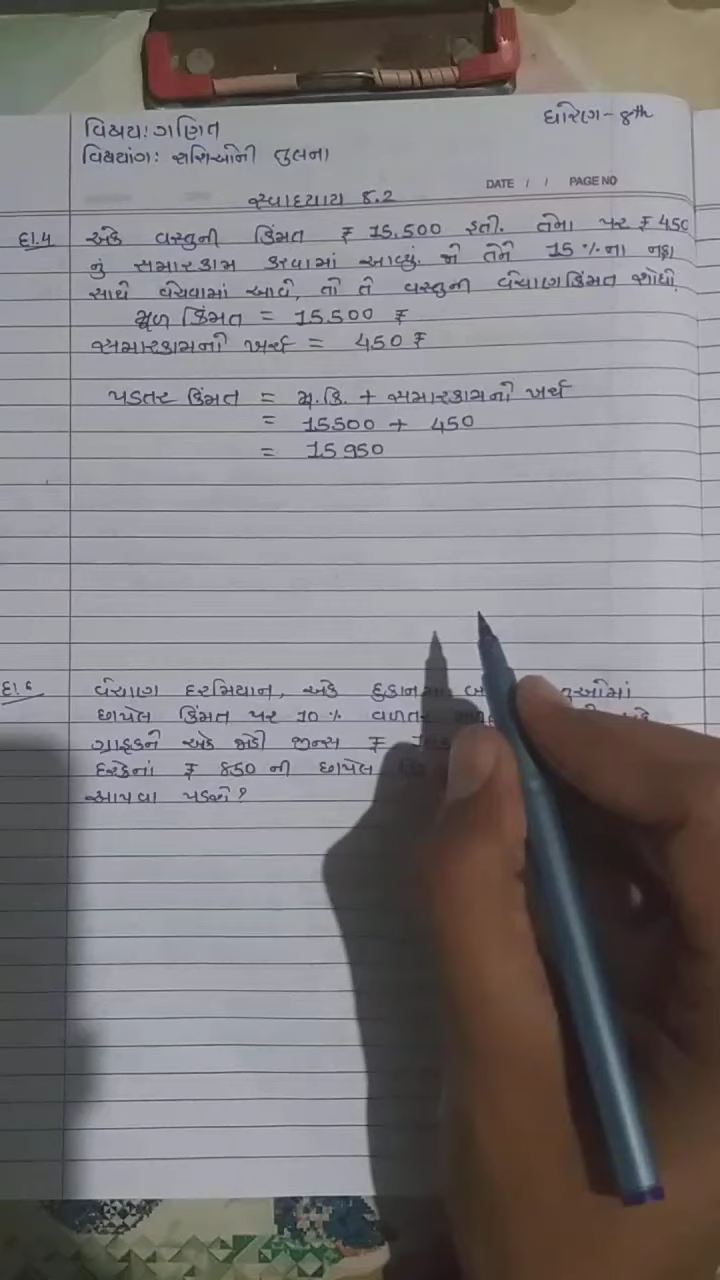 વિષય: ગણિત
ધોરણ - 8th
વિષયાંગ: રાશિઓની તુલના
DATE / / PAGE NO
સ્વાધ્યાય 8.2
દા.4 એક વસ્તુની કિંમત ₹ 15,500 હતી. તેના પર ₹ 450
નું સમારકામ કરવામાં આવ્યું. જો તેને 15 % ના નફા
સાથે વેચવામાં આવે, તો તે વસ્તુની વેચાણકિંમત શોધો.
મૂળ કિંમત = 15500 ₹
સમારકામનો ખર્ચ = 450 ₹
પડતર કિંમત = મૂ.કિ. + સમારકામનો ખર્ચ
= 15500 + 450
= 15950
દા.6 વેચાણ દરમિયાન, એક દુકાન
છાપેલ કિંમત પર 10 % વળતર
ગ્રાહકને એક જોડી જીન્સ ₹
દરેકનાં ₹ 850 ની છાપેલ
આપવા પડશે?